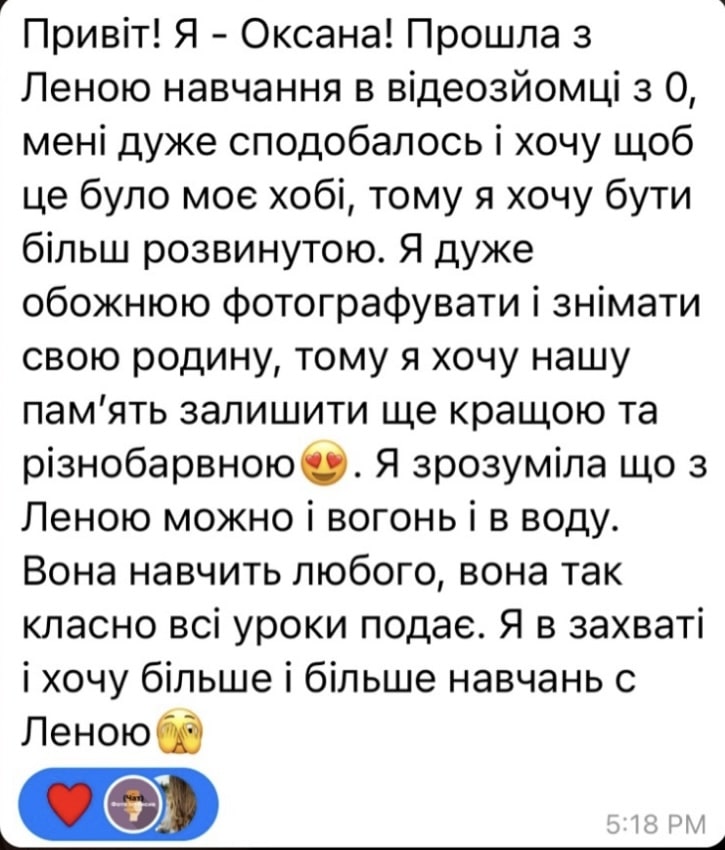 Привіт! Я - Оксана! Прошла з
Леною навчання в відеозйомці з 0,
мені дуже сподобалось і хочу щоб
це було моє хобі, тому я хочу бути
більш розвинутою. Я дуже
обожнюю фотографувати і знімати
свою родину, тому я хочу нашу
пам'ять залишити ще кращою та
різнобарвною😍. Я зрозуміла що з
Леною можно і вогонь і в воду.
Вона навчить любого, вона так
класно всі уроки подає. Я в захваті
і хочу більше і більше навчань с
Леною🫣
5:18 PM